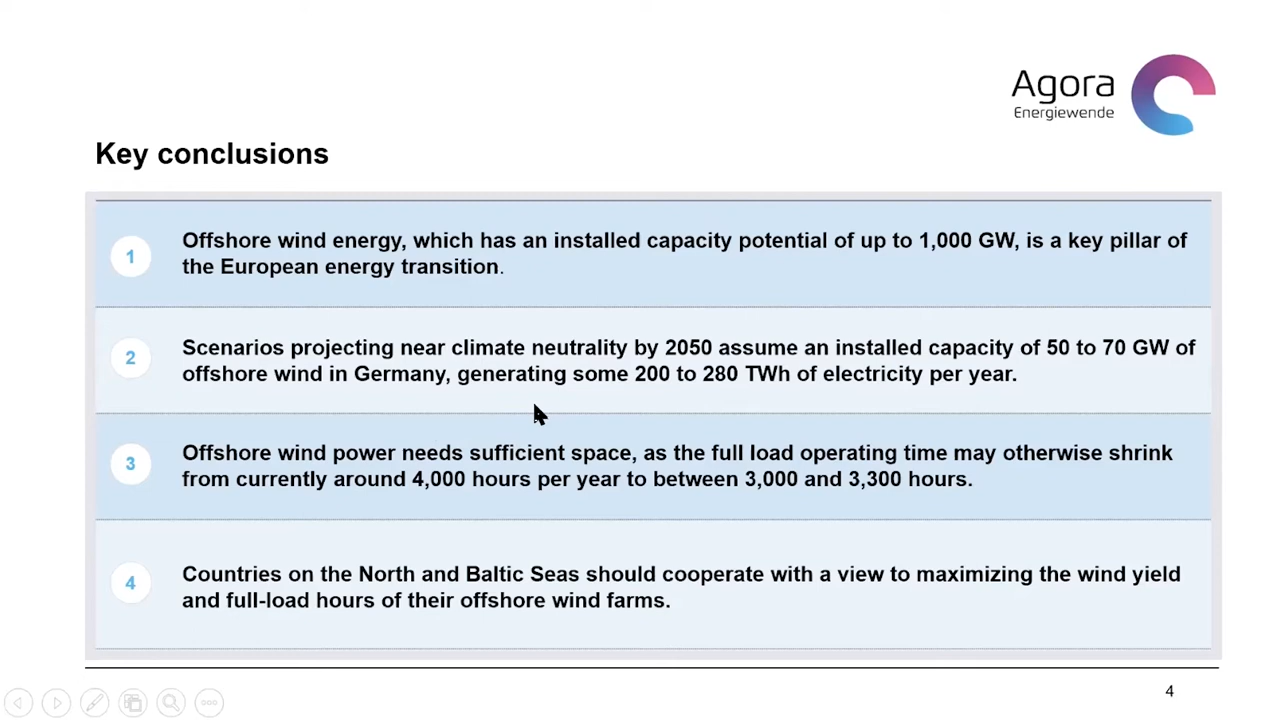 Agora
Energiewende
Key conclusions
1
Offshore wind energy, which has an installed capacity potential of up to 1,000 GW, is a key pillar of
the European energy transition.
2
Scenarios projecting near climate neutrality by 2050 assume an installed capacity of 50 to 70 GW of
offshore wind in Germany, generating some 200 to 280 TWh of electricity per year.
3
Offshore wind power needs sufficient space, as the full load operating time may otherwise shrink
from currently around 4,000 hours per year to between 3,000 and 3,300 hours.
4
Countries on the North and Baltic Seas should cooperate with a view to maximizing the wind yield
and full-load hours of their offshore wind farms.
4